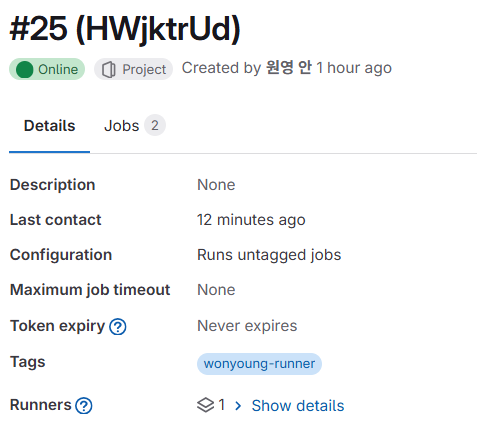 #25 (HWjktrUd)
Online Project Created by 원영 안 1 hour ago
Details Jobs 2
Description None
Last contact 12 minutes ago
Configuration Runs untagged jobs
Maximum job timeout None
Token expiry ? Never expires
Tags wonyoung-runner
Runners ? 1 > Show details